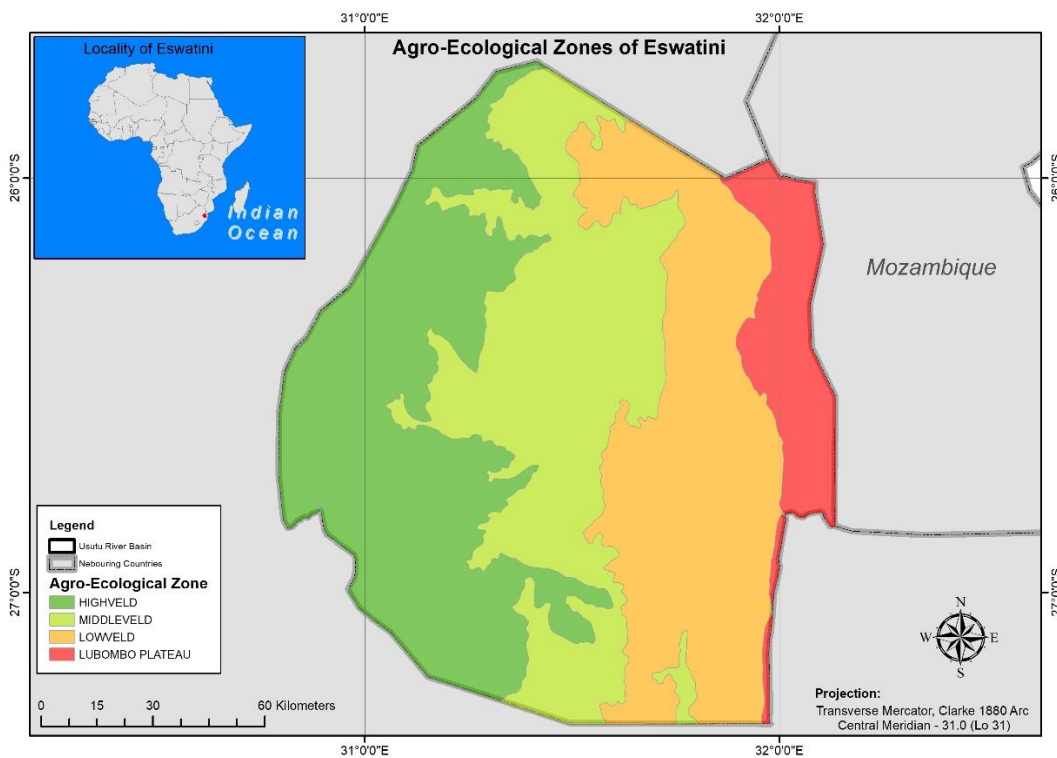 31°0'0"E
32°0'0"E
Agro-Ecological Zones of Eswatini
Locality of Eswatini
Indian
Ocean
26°0'0"S
26°0'0"S
Mozambique
Legend
Usutu River Basin
Nebouring Countries
Agro-Ecological Zone
HIGHVELD
MIDDLEVELD
LOWVELD
LUBOMBO PLATEAU
27°0'0"S
27°0'0"S
N
W
E
S
0 15 30 60 Kilometers
Projection:
Transverse Mercator, Clarke 1880 Arc
Central Meridian - 31.0 (Lo 31)
31°0'0"E
32°0'0"E